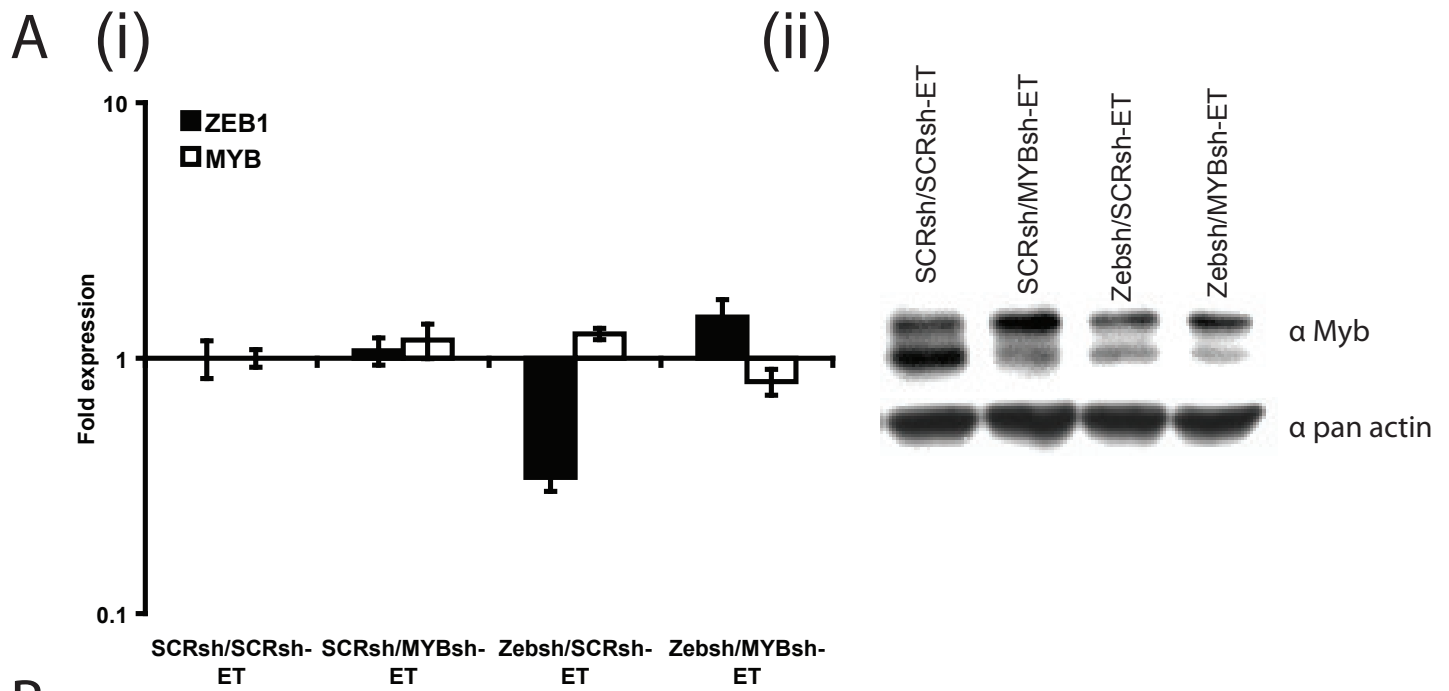 A (i)
(ii)
10
ZEB1
MYB
Fold expression
1
0.1
SCRsh/SCRsh-
ET
SCRsh/MYBsh-
ET
Zebsh/SCRsh-
ET
Zebsh/MYBsh-
ET
SCRsh/SCRsh-ET
SCRsh/MYBsh-ET
Zebsh/SCRsh-ET
Zebsh/MYBsh-ET
α Myb
α pan actin